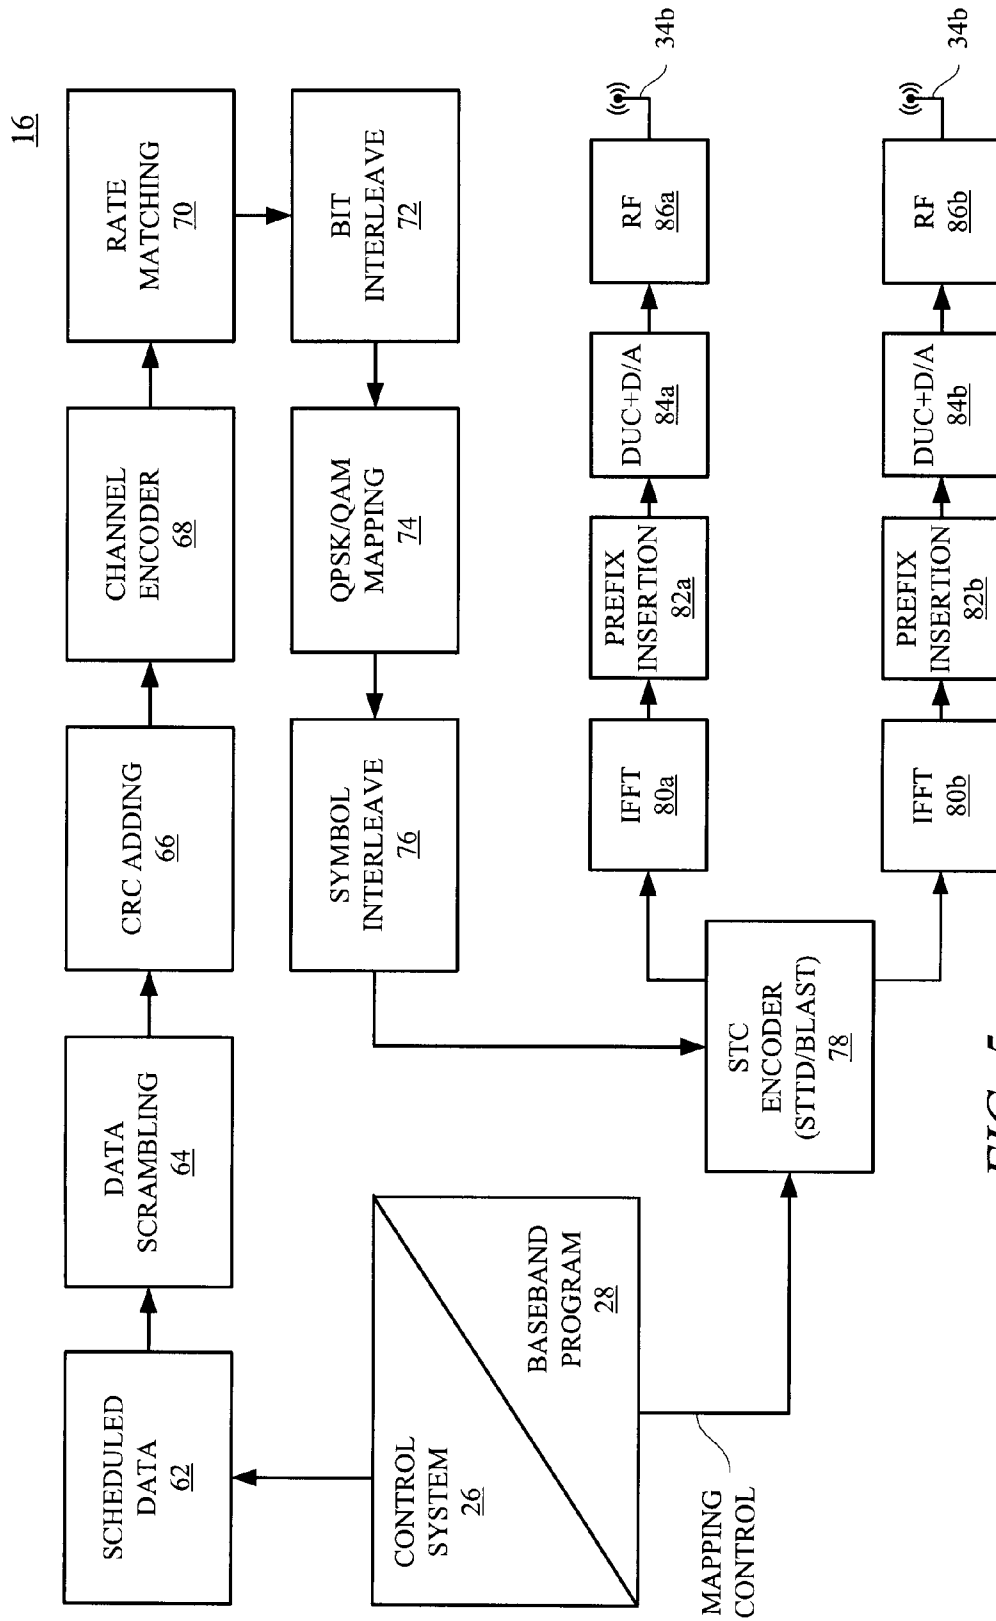 16
SCHEDULED
DATA
62
DATA
SCRAMBLING
64
CRC ADDING
66
CHANNEL
ENCODER
68
RATE
MATCHING
70
CONTROL
SYSTEM
26
BASEBAND
PROGRAM
28
SYMBOL
INTERLEAVE
76
QPSK/QAM
MAPPING
74
BIT
INTERLEAVE
72
MAPPING
CONTROL
STC
ENCODER
(STTD/BLAST)
78
IFFT
80a
PREFIX
INSERTION
82a
DUC+D/A
84a
RF
86a
34b
IFFT
80b
PREFIX
INSERTION
82b
DUC+D/A
84b
RF
86b
34b